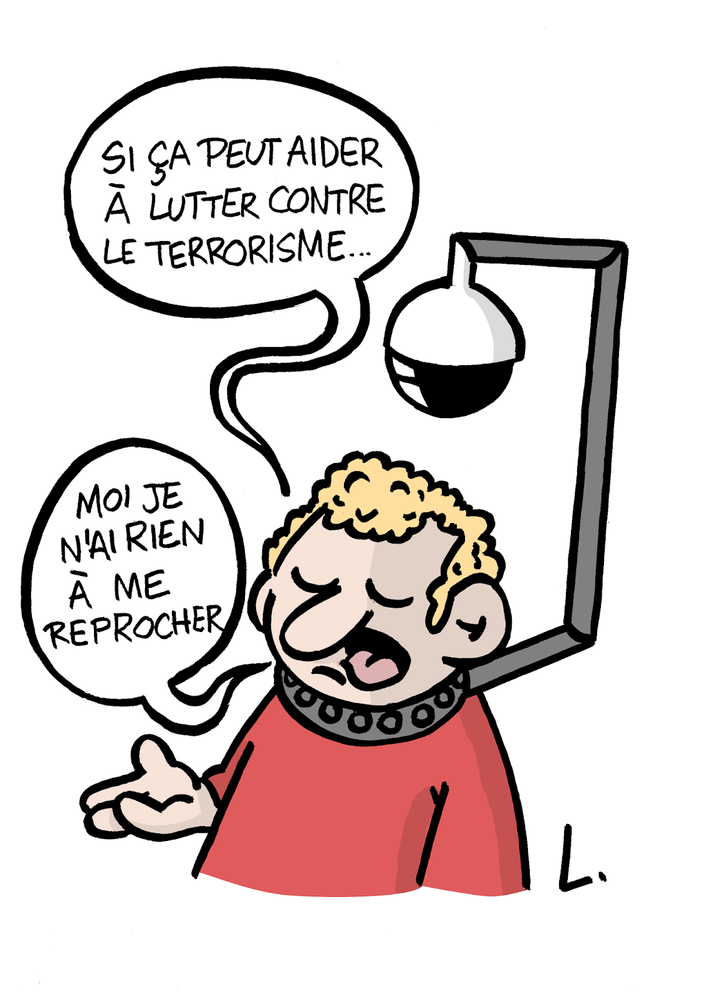 SI ÇA PEUT AIDER
À LUTTER CONTRE
LE TERRORISME...
MOI JE
N'AI RIEN
À ME
REPROCHER
L.